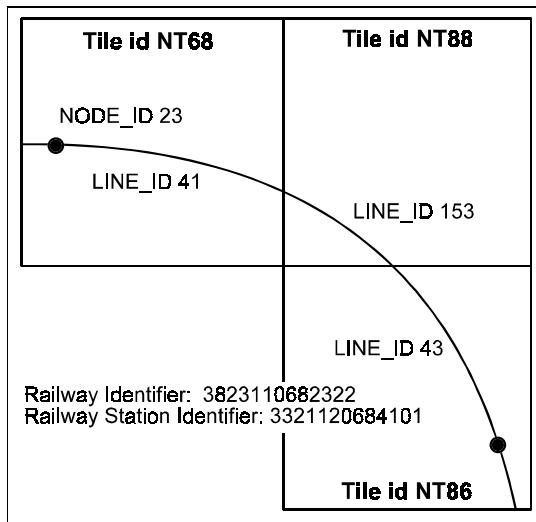 Tile id NT68
Tile id NT88
NODE_ID 23
LINE_ID 41
LINE_ID 153
LINE_ID 43
Railway Identifier: 3823110682322
Railway Station Identifier: 3321120684101
Tile id NT86